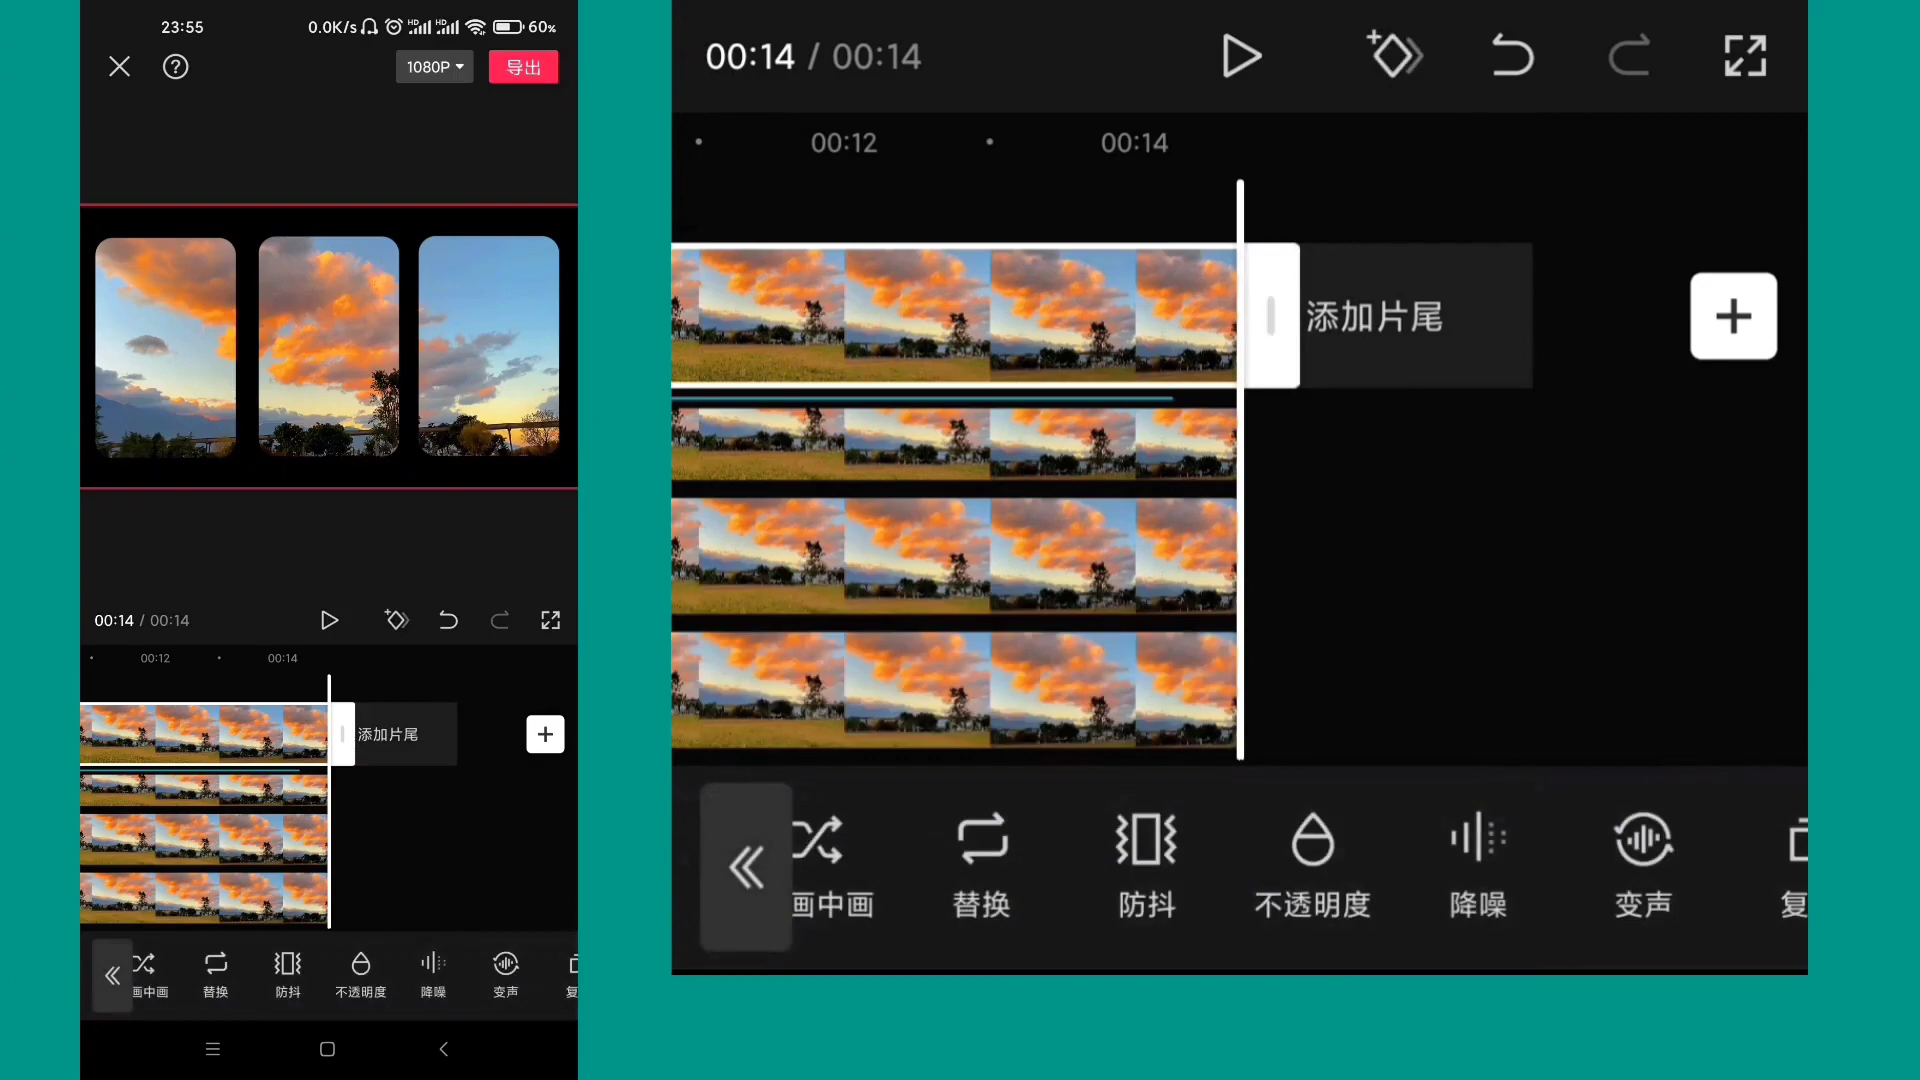 23:55
0.0K/s HD HD 60%
1080P 导出
00:14 / 00:14
00:12 00:14
添加片尾
画中画 替换 防抖 不透明度 降噪 变声 复
00:14 / 00:14
00:12 00:14
添加片尾
画中画 替换 防抖 不透明度 降噪 变声 复